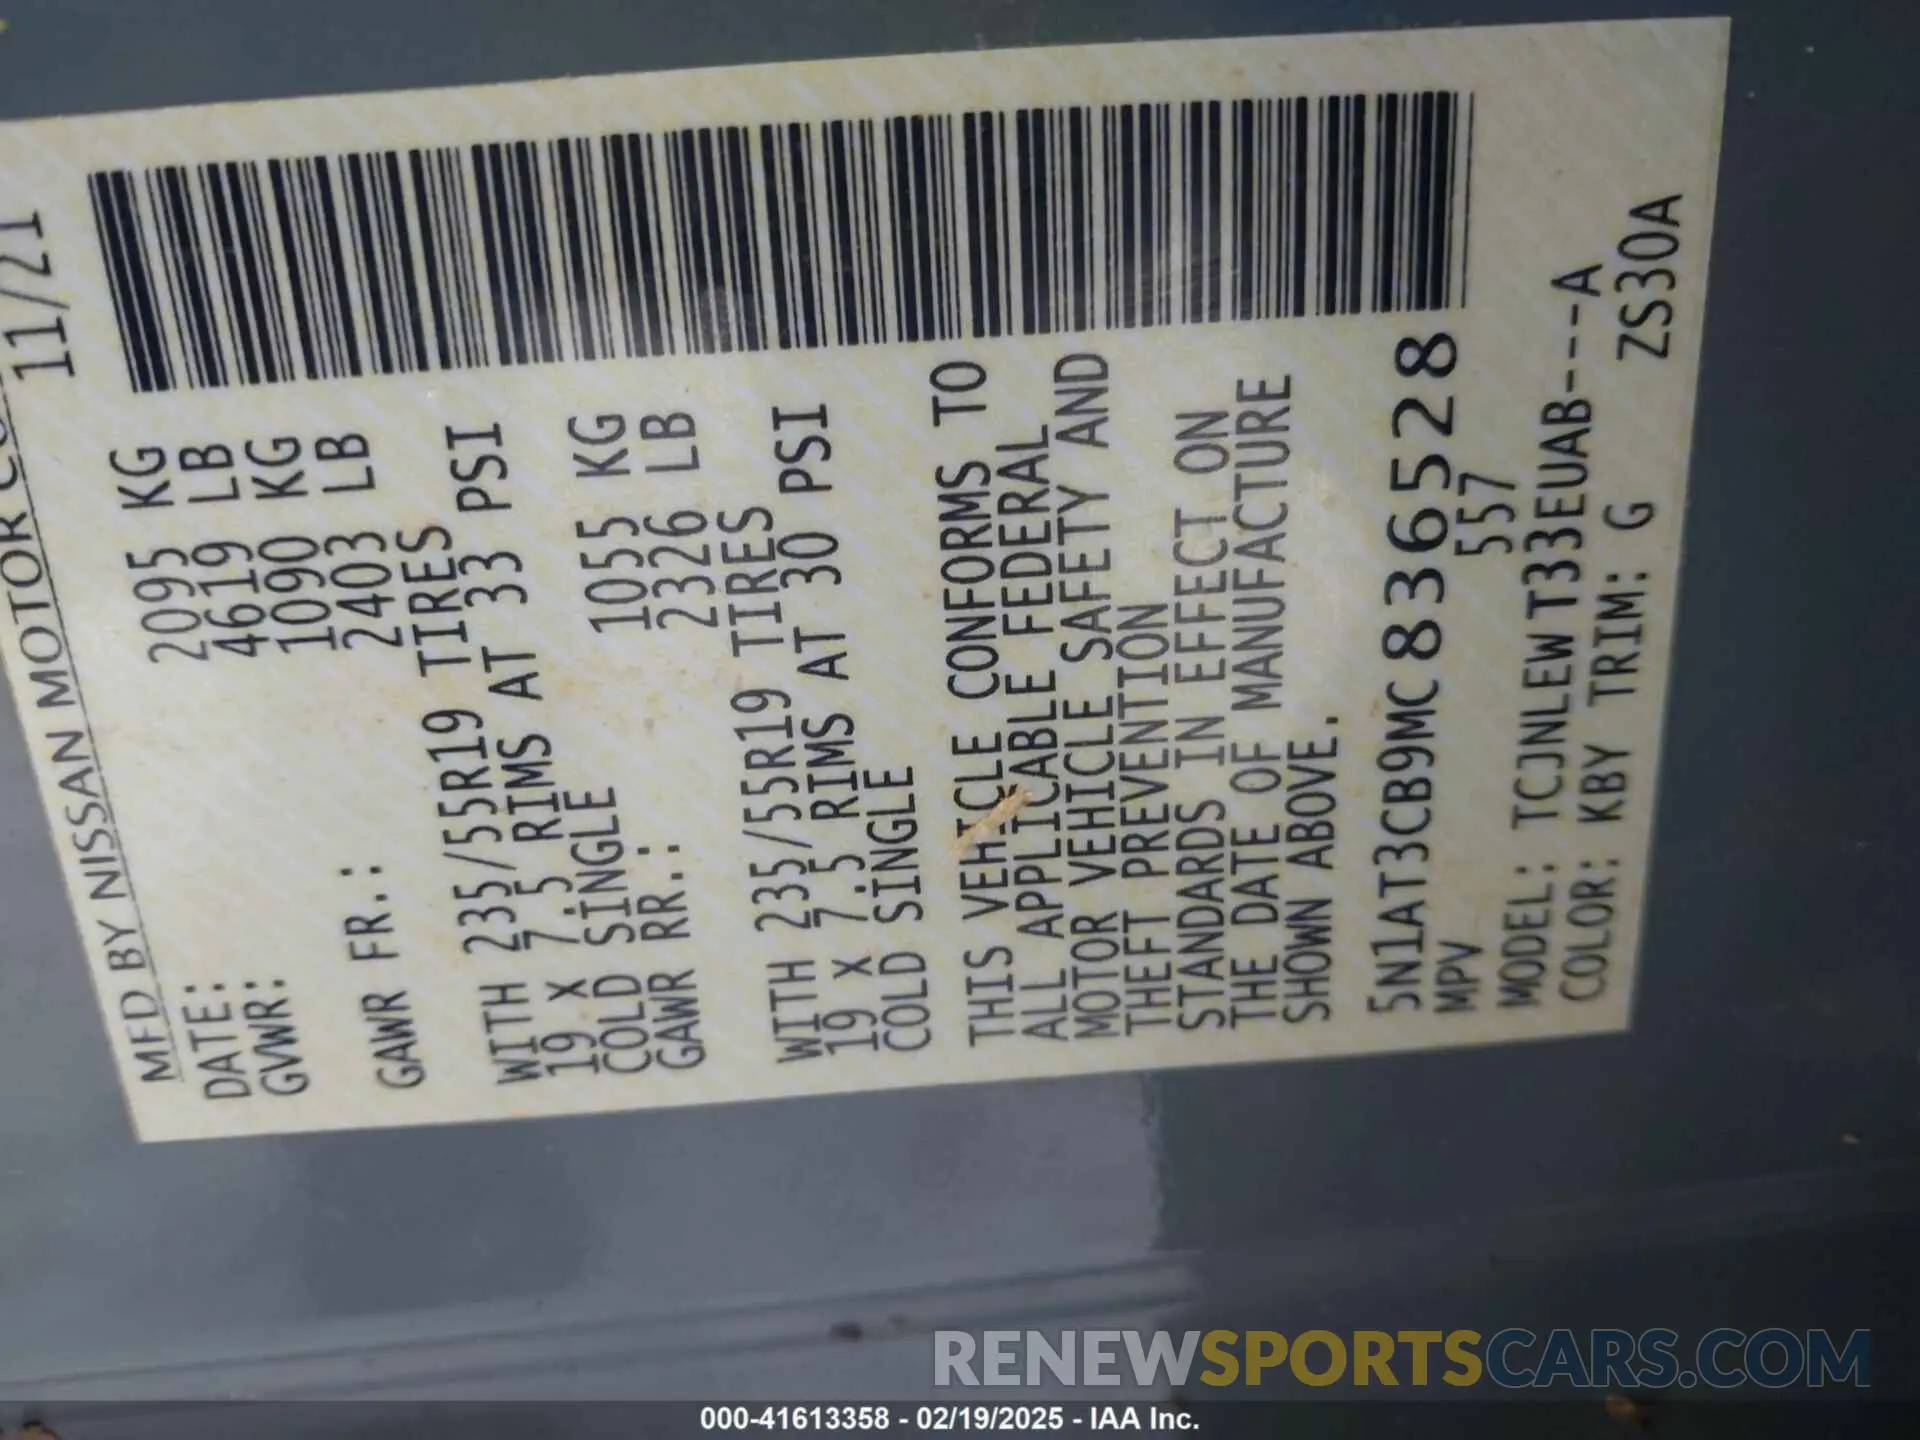 MFD BY NISSAN MOTOR
DATE: 11/21
GVWR: 2095 KG
4619 LB
GAWR FR.: 1090 KG
2403 LB
WITH 235/55R19 TIRES
19 X 7.5 RIMS AT 33 PSI
COLD SINGLE
GAWR RR.: 1055 KG
2326 LB
WITH 235/55R19 TIRES
19 X 7.5 RIMS AT 30 PSI
COLD SINGLE
THIS VEHICLE CONFORMS TO
ALL APPLICABLE FEDERAL
MOTOR VEHICLE SAFETY AND
THEFT PREVENTION
STANDARDS IN EFFECT ON
THE DATE OF MANUFACTURE
SHOWN ABOVE.
5N1AT3CB9MC836528
MPV 557
MODEL: TCJNLEWT33EUAB----A
COLOR: KBY TRIM: G ZS30A
RENEWSPORTSCARS.COM
000-41613358 - 02/19/2025 - IAA Inc.